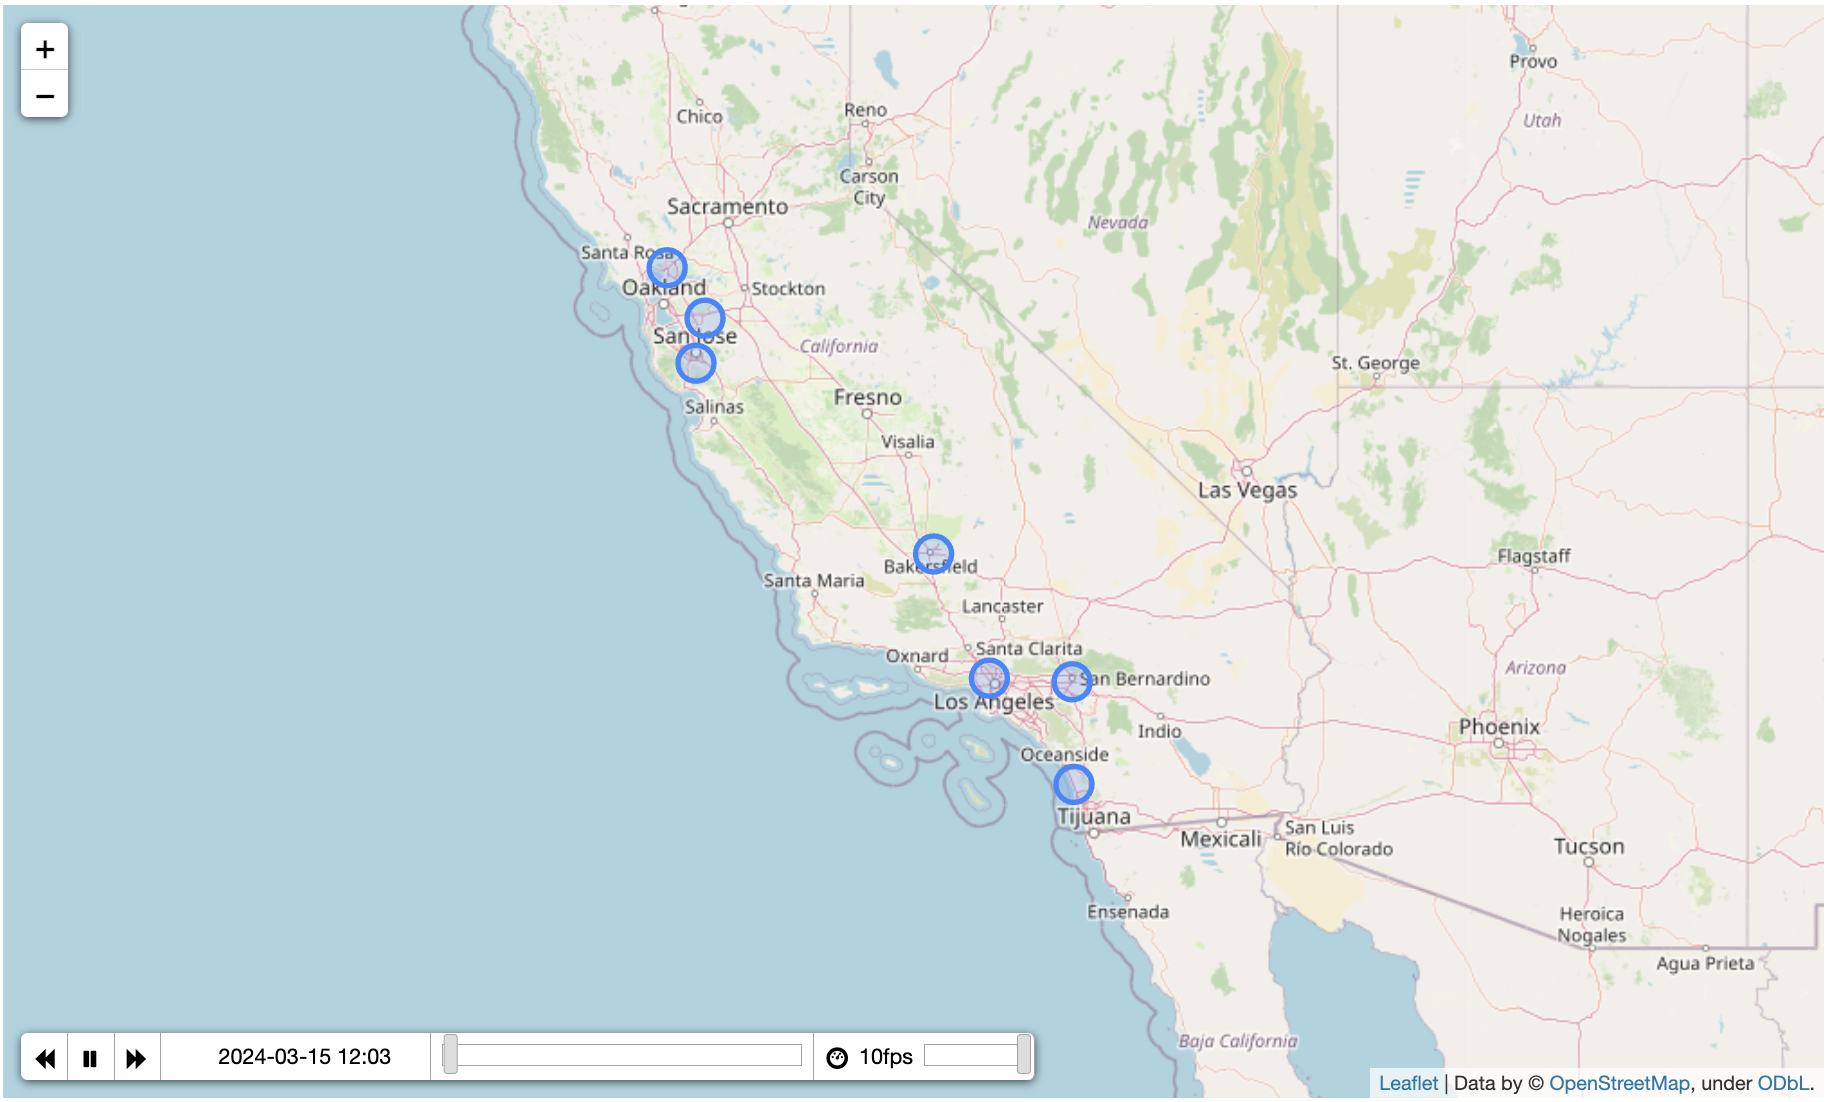 +
−
Provo
Chico
Reno
Utah
Carson
City
Sacramento
Nevada
Santa Rosa
Oakland
Stockton
San Jose
California
St. George
Fresno
Salinas
Visalia
Las Vegas
Flagstaff
Bakersfield
Santa Maria
Lancaster
Santa Clarita
Oxnard
Arizona
San Bernardino
Los Angeles
Phoenix
Indio
Oceanside
Tijuana
San Luis
Río Colorado
Mexicali
Tucson
Ensenada
Heroica
Nogales
Agua Prieta
Baja California
2024-03-15 12:03
10fps
Leaflet | Data by © OpenStreetMap, under ODbL.